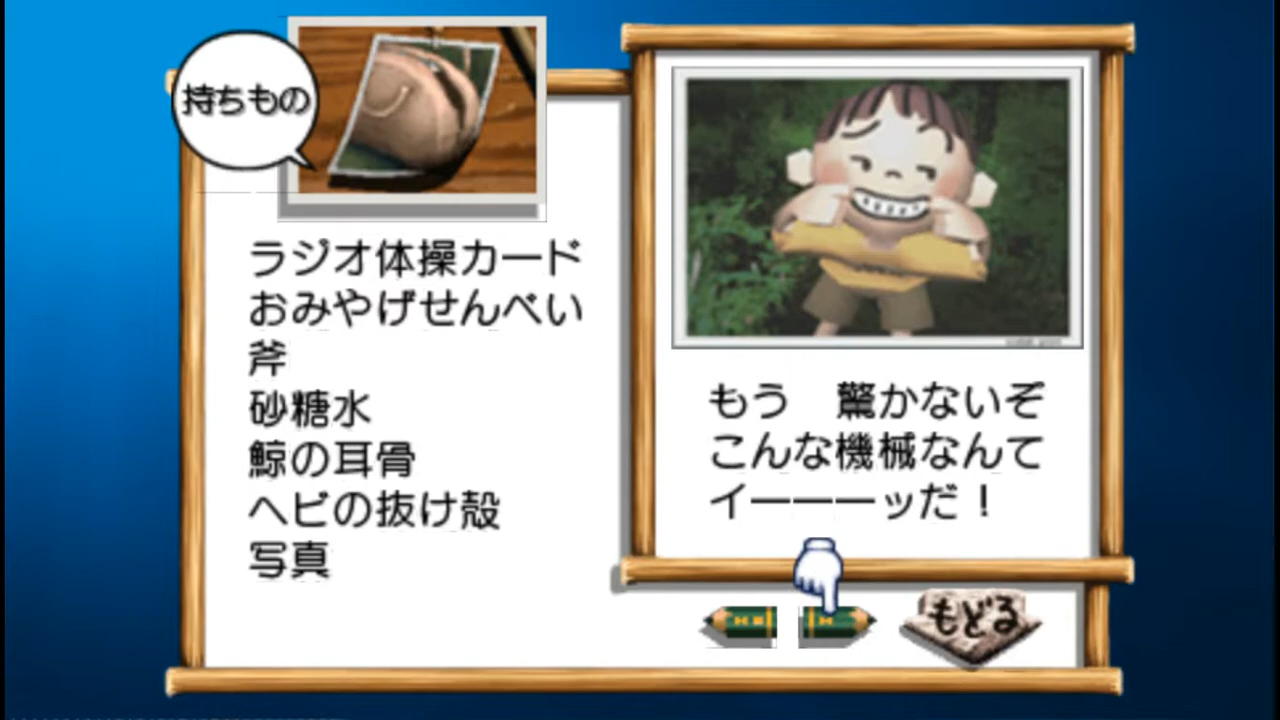 持ちもの
ラジオ体操カード
おみやげせんべい
斧
砂糖水
鯨の耳骨
ヘビの抜け殻
写真
もう　驚かないぞ
こんな機械なんて
イーーーッだ！
もどる